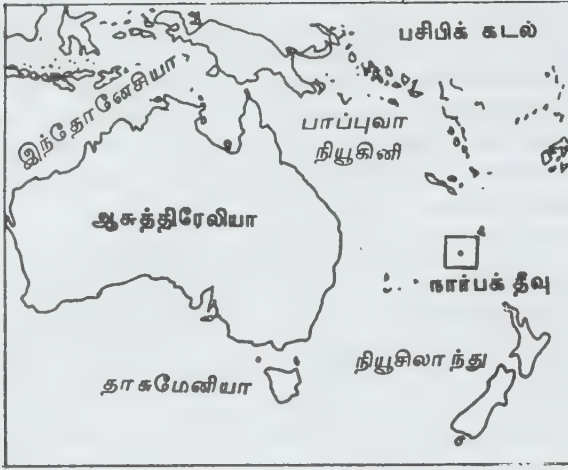 பசிபிக் கடல்
இந்தோனேசியா
பாப்புவா
நியூகினி
ஆசுத்திரேலியா
நார்பக் தீவு
நியூசிலாந்து
தாசுமேனியா